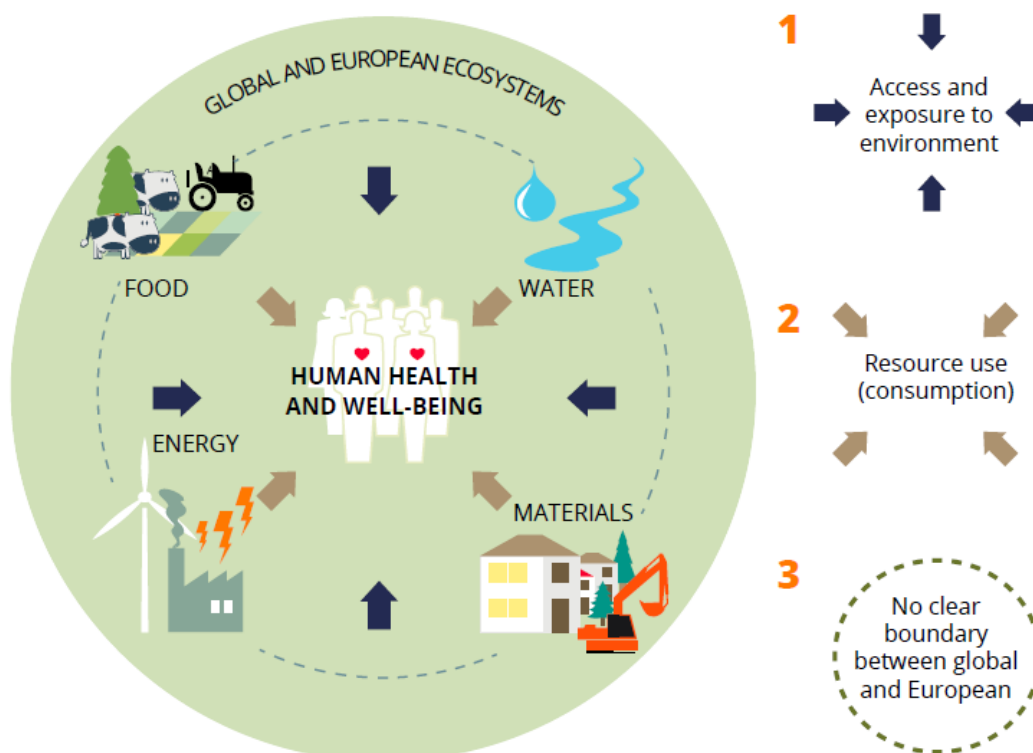 GLOBAL AND EUROPEAN ECOSYSTEMS
FOOD
WATER
HUMAN HEALTH
AND WELL-BEING
ENERGY
MATERIALS
1
Access and
exposure to
environment
2
Resource use
(consumption)
3
No clear
boundary
between global
and European